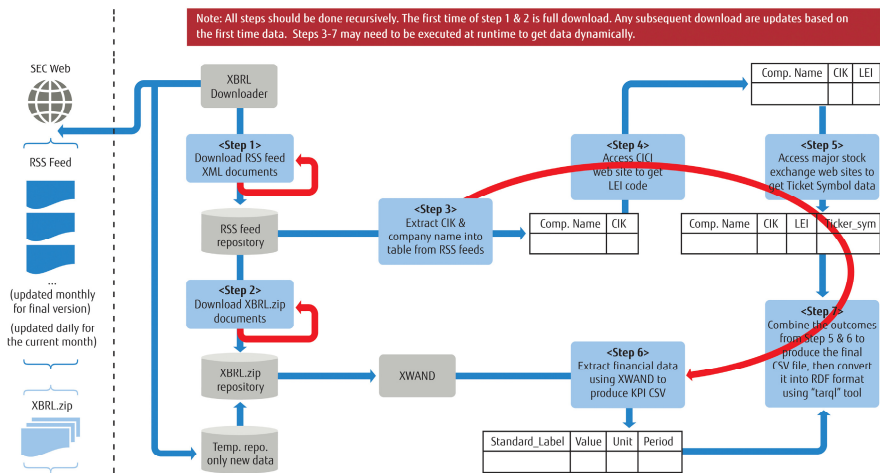 Note: All steps should be done recursively. The first time of step 1 & 2 is full download. Any subsequent download are updates based on
the first time data. Steps 3-7 may need to be executed at runtime to get data dynamically.
SEC Web
RSS Feed
...
(updated monthly
for final version)
(updated daily for
the current month)
XBRL.zip
XBRL
Downloader
<Step 1>
Download RSS feed
XML documents
RSS feed
repository
<Step 2>
Download XBRL.zip
documents
XBRL.zip
repository
Temp. repo.
only new data
<Step 3>
Extract CIK &
company name into
table from RSS feeds
Comp. Name CIK
<Step 4>
Access CICI
web site to get
LEI code
Comp. Name CIK LEI
<Step 5>
Access major stock
exchange web sites to
get Ticket Symbol data
Comp. Name CIK LEI Ticker_sym
XWAND
<Step 6>
Extract financial data
using XWAND to
produce KPI CSV
Standard_Label Value Unit Period
<Step 7>
Combine the outcomes
from Step 5 & 6 to
produce the final
CSV file, then convert
it into RDF format
using "tarql" tool